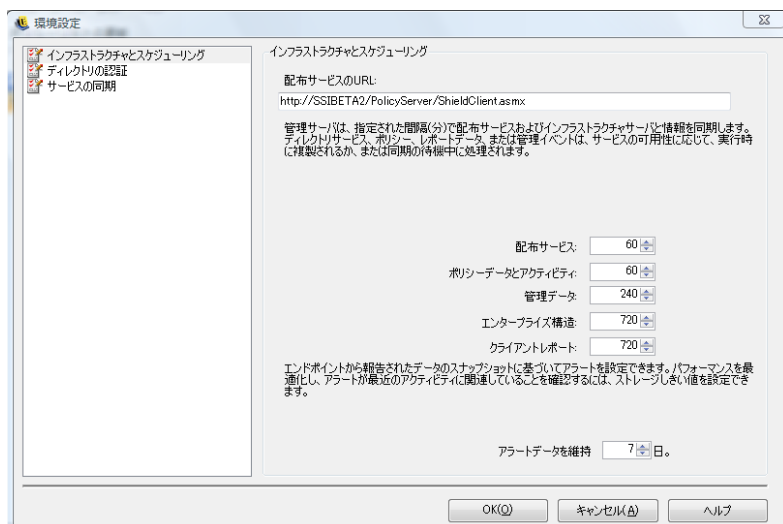 環境設定
インフラストラクチャとスケジューリング
ディレクトリの認証
サービスの同期
インフラストラクチャとスケジューリング
配布サービスのURL:
http://SSIBETA2/PolicyServer/ShieldClient.asmx
管理サーバは、指定された間隔(分)で配布サービスおよびインフラストラクチャサーバと情報を同期します。
ディレクトリサービス、ポリシー、レポートデータ、または管理イベントは、サービスの可用性に応じて、実行時
に複製されるか、または同期の待機中に処理されます。
配布サービス: 60
ポリシーデータとアクティビティ: 60
管理データ: 240
エンタープライズ構造: 720
クライアントレポート: 720
エンドポイントから報告されたデータのスナップショットに基づいてアラートを設定できます。パフォーマンスを最
適化し、アラートが最近のアクティビティに関連していることを確認するには、ストレージしきい値を設定でき
ます。
アラートデータを維持 7 日。
OK(O) キャンセル(A) ヘルプ